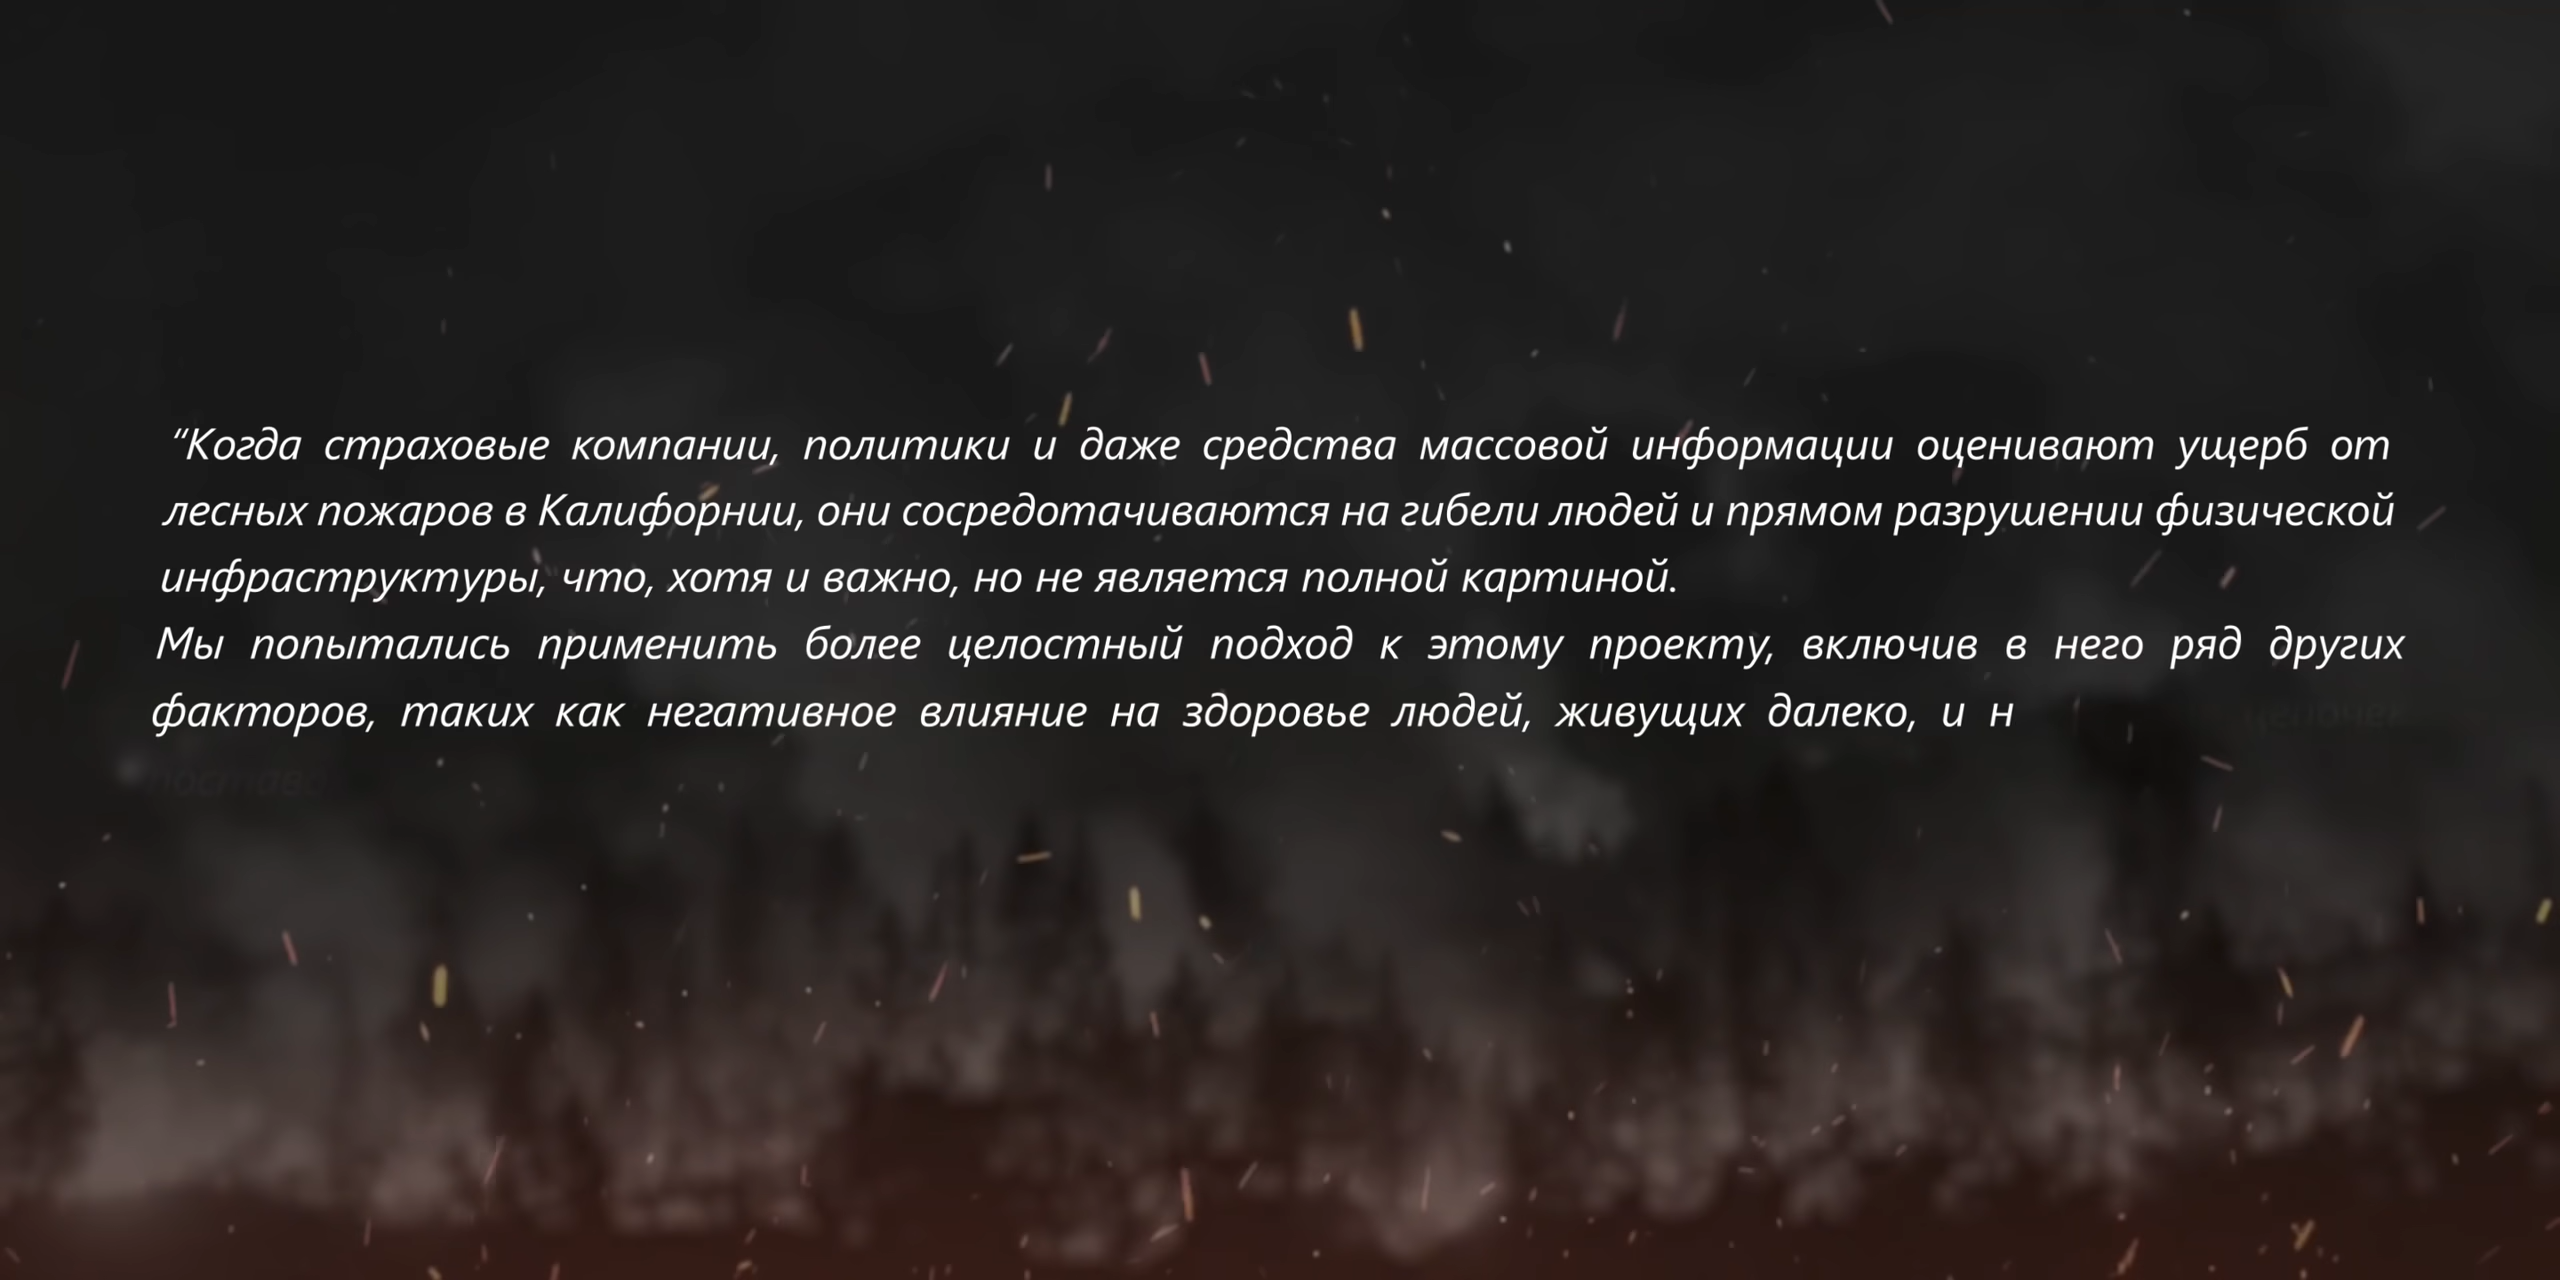 “Когда страховые компании, политики и даже средства массовой информации оценивают ущерб от
лесных пожаров в Калифорнии, они сосредотачиваются на гибели людей и прямом разрушении физической
инфраструктуры, что, хотя и важно, но не является полной картиной.
Мы попытались применить более целостный подход к этому проекту, включив в него ряд других
факторов, таких как негативное влияние на здоровье людей, живущих далеко, и н